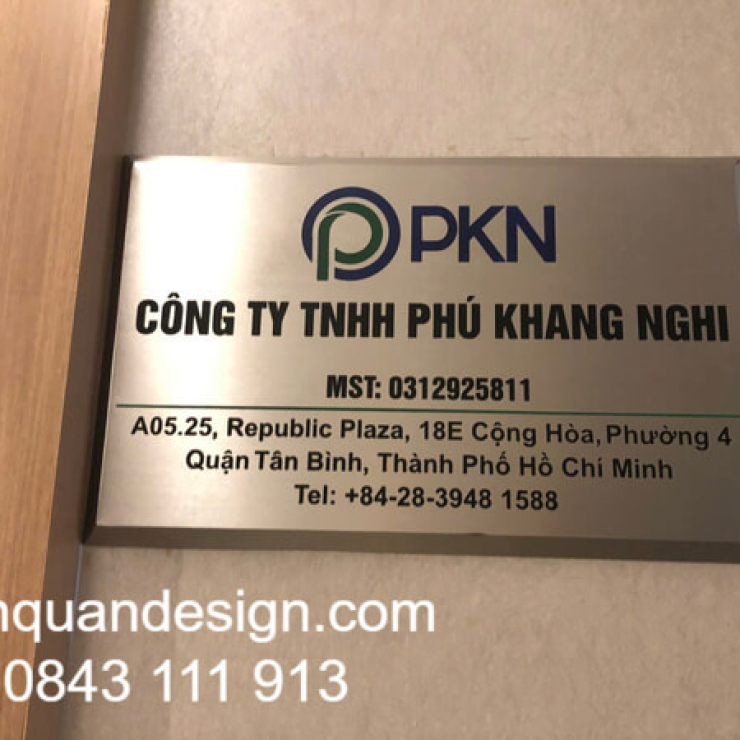 PKN
CÔNG TY TNHH PHÚ KHANG NGHI
MST: 0312925811
A05.25, Republic Plaza, 18E Cộng Hòa, Phường 4
Quận Tân Bình, Thành Phố Hồ Chí Minh
Tel: +84-28-3948 1588
nquandesign.com
0843 111 913